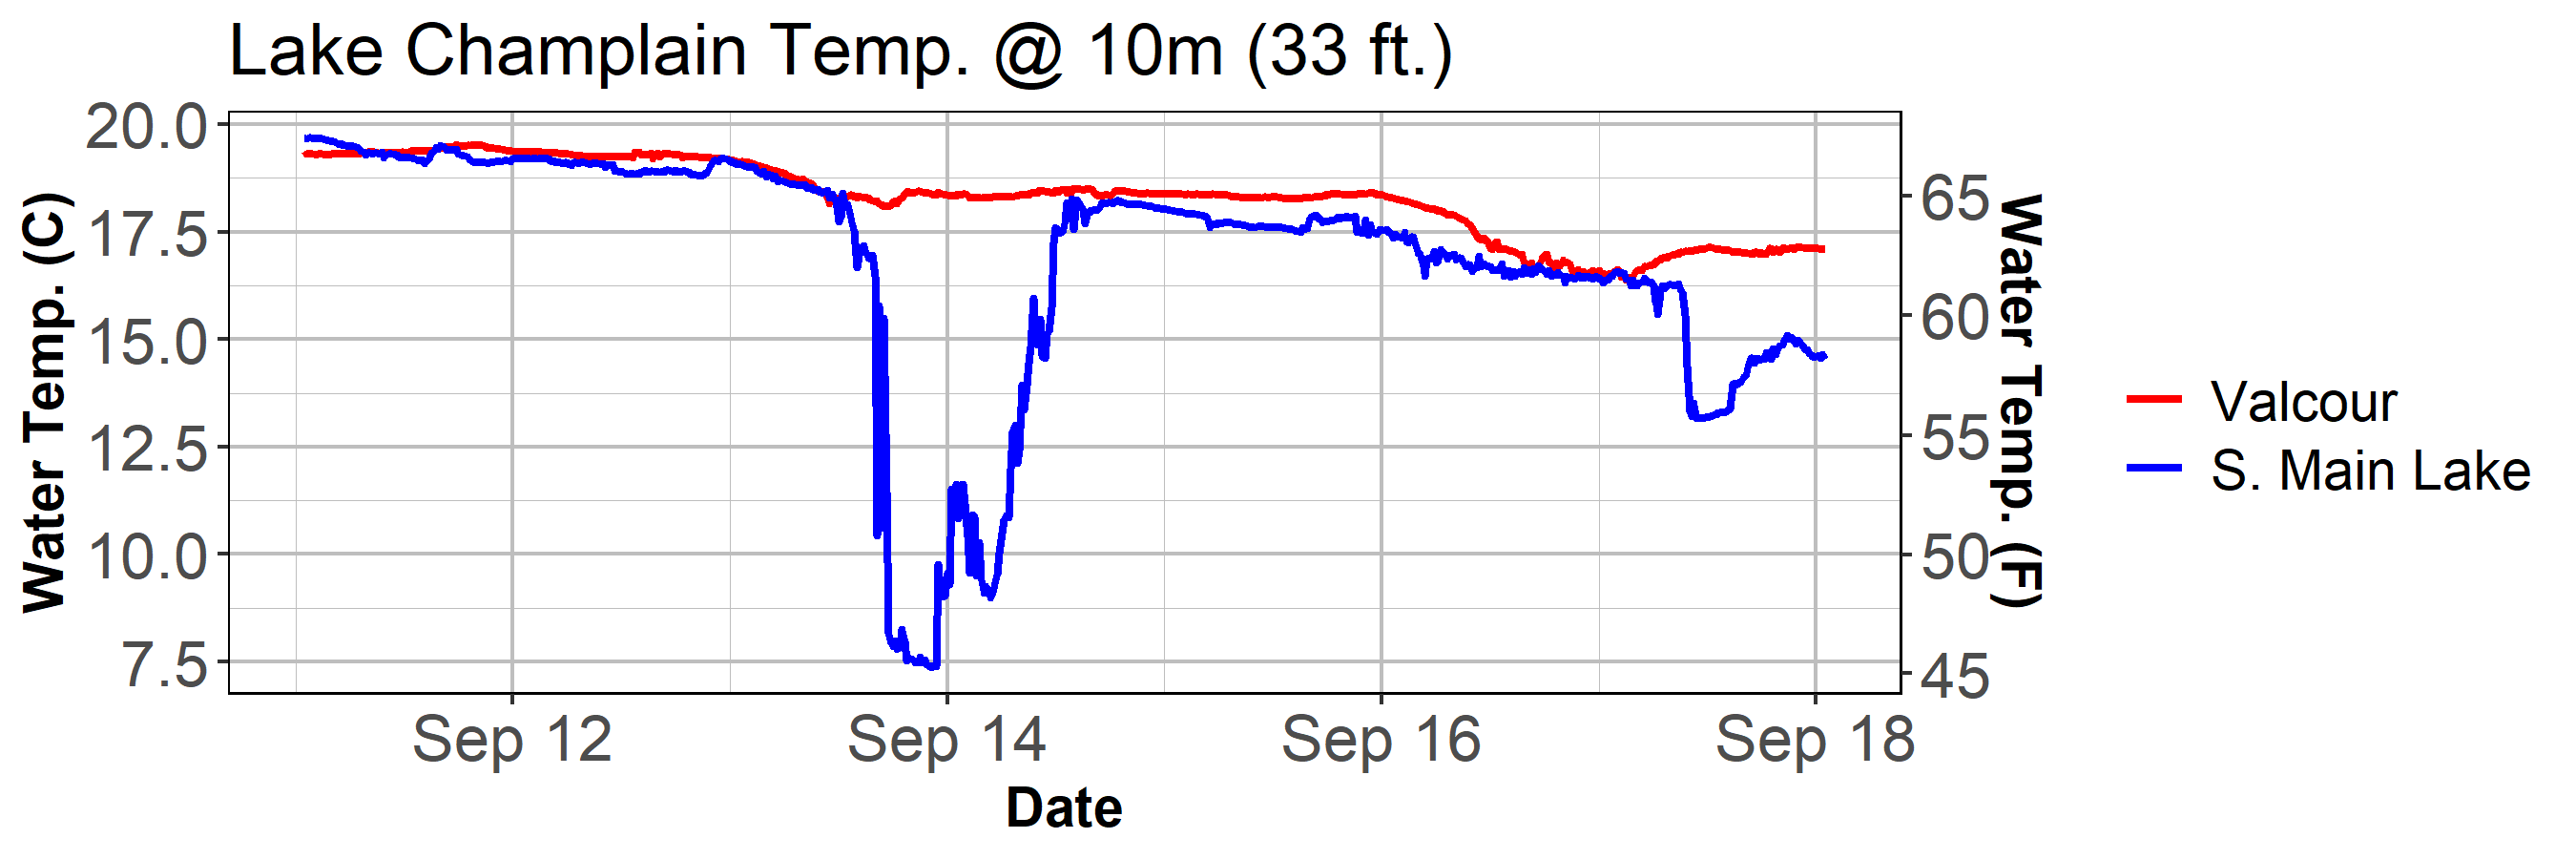 Lake Champlain Temp. @ 10m (33 ft.)
Water Temp. (C)
20.0
17.5
15.0
12.5
10.0
7.5
65
60
55
50
45
Water Temp. (F)
Sep 12
Sep 14
Sep 16
Sep 18
Date
Valcour
S. Main Lake